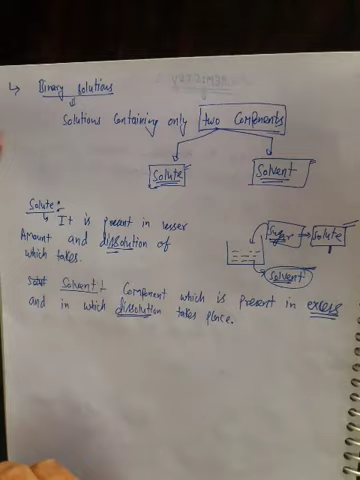 ↳ Binary solutions
↓
Solutions containing only two components
Solute
Solvent
Solute:
↳ It is present in lesser
Amount and dissolution of
which takes.
Sugar → Solute
Solvent
Solvent : Component which is present in excess
and in which dissolution takes place.